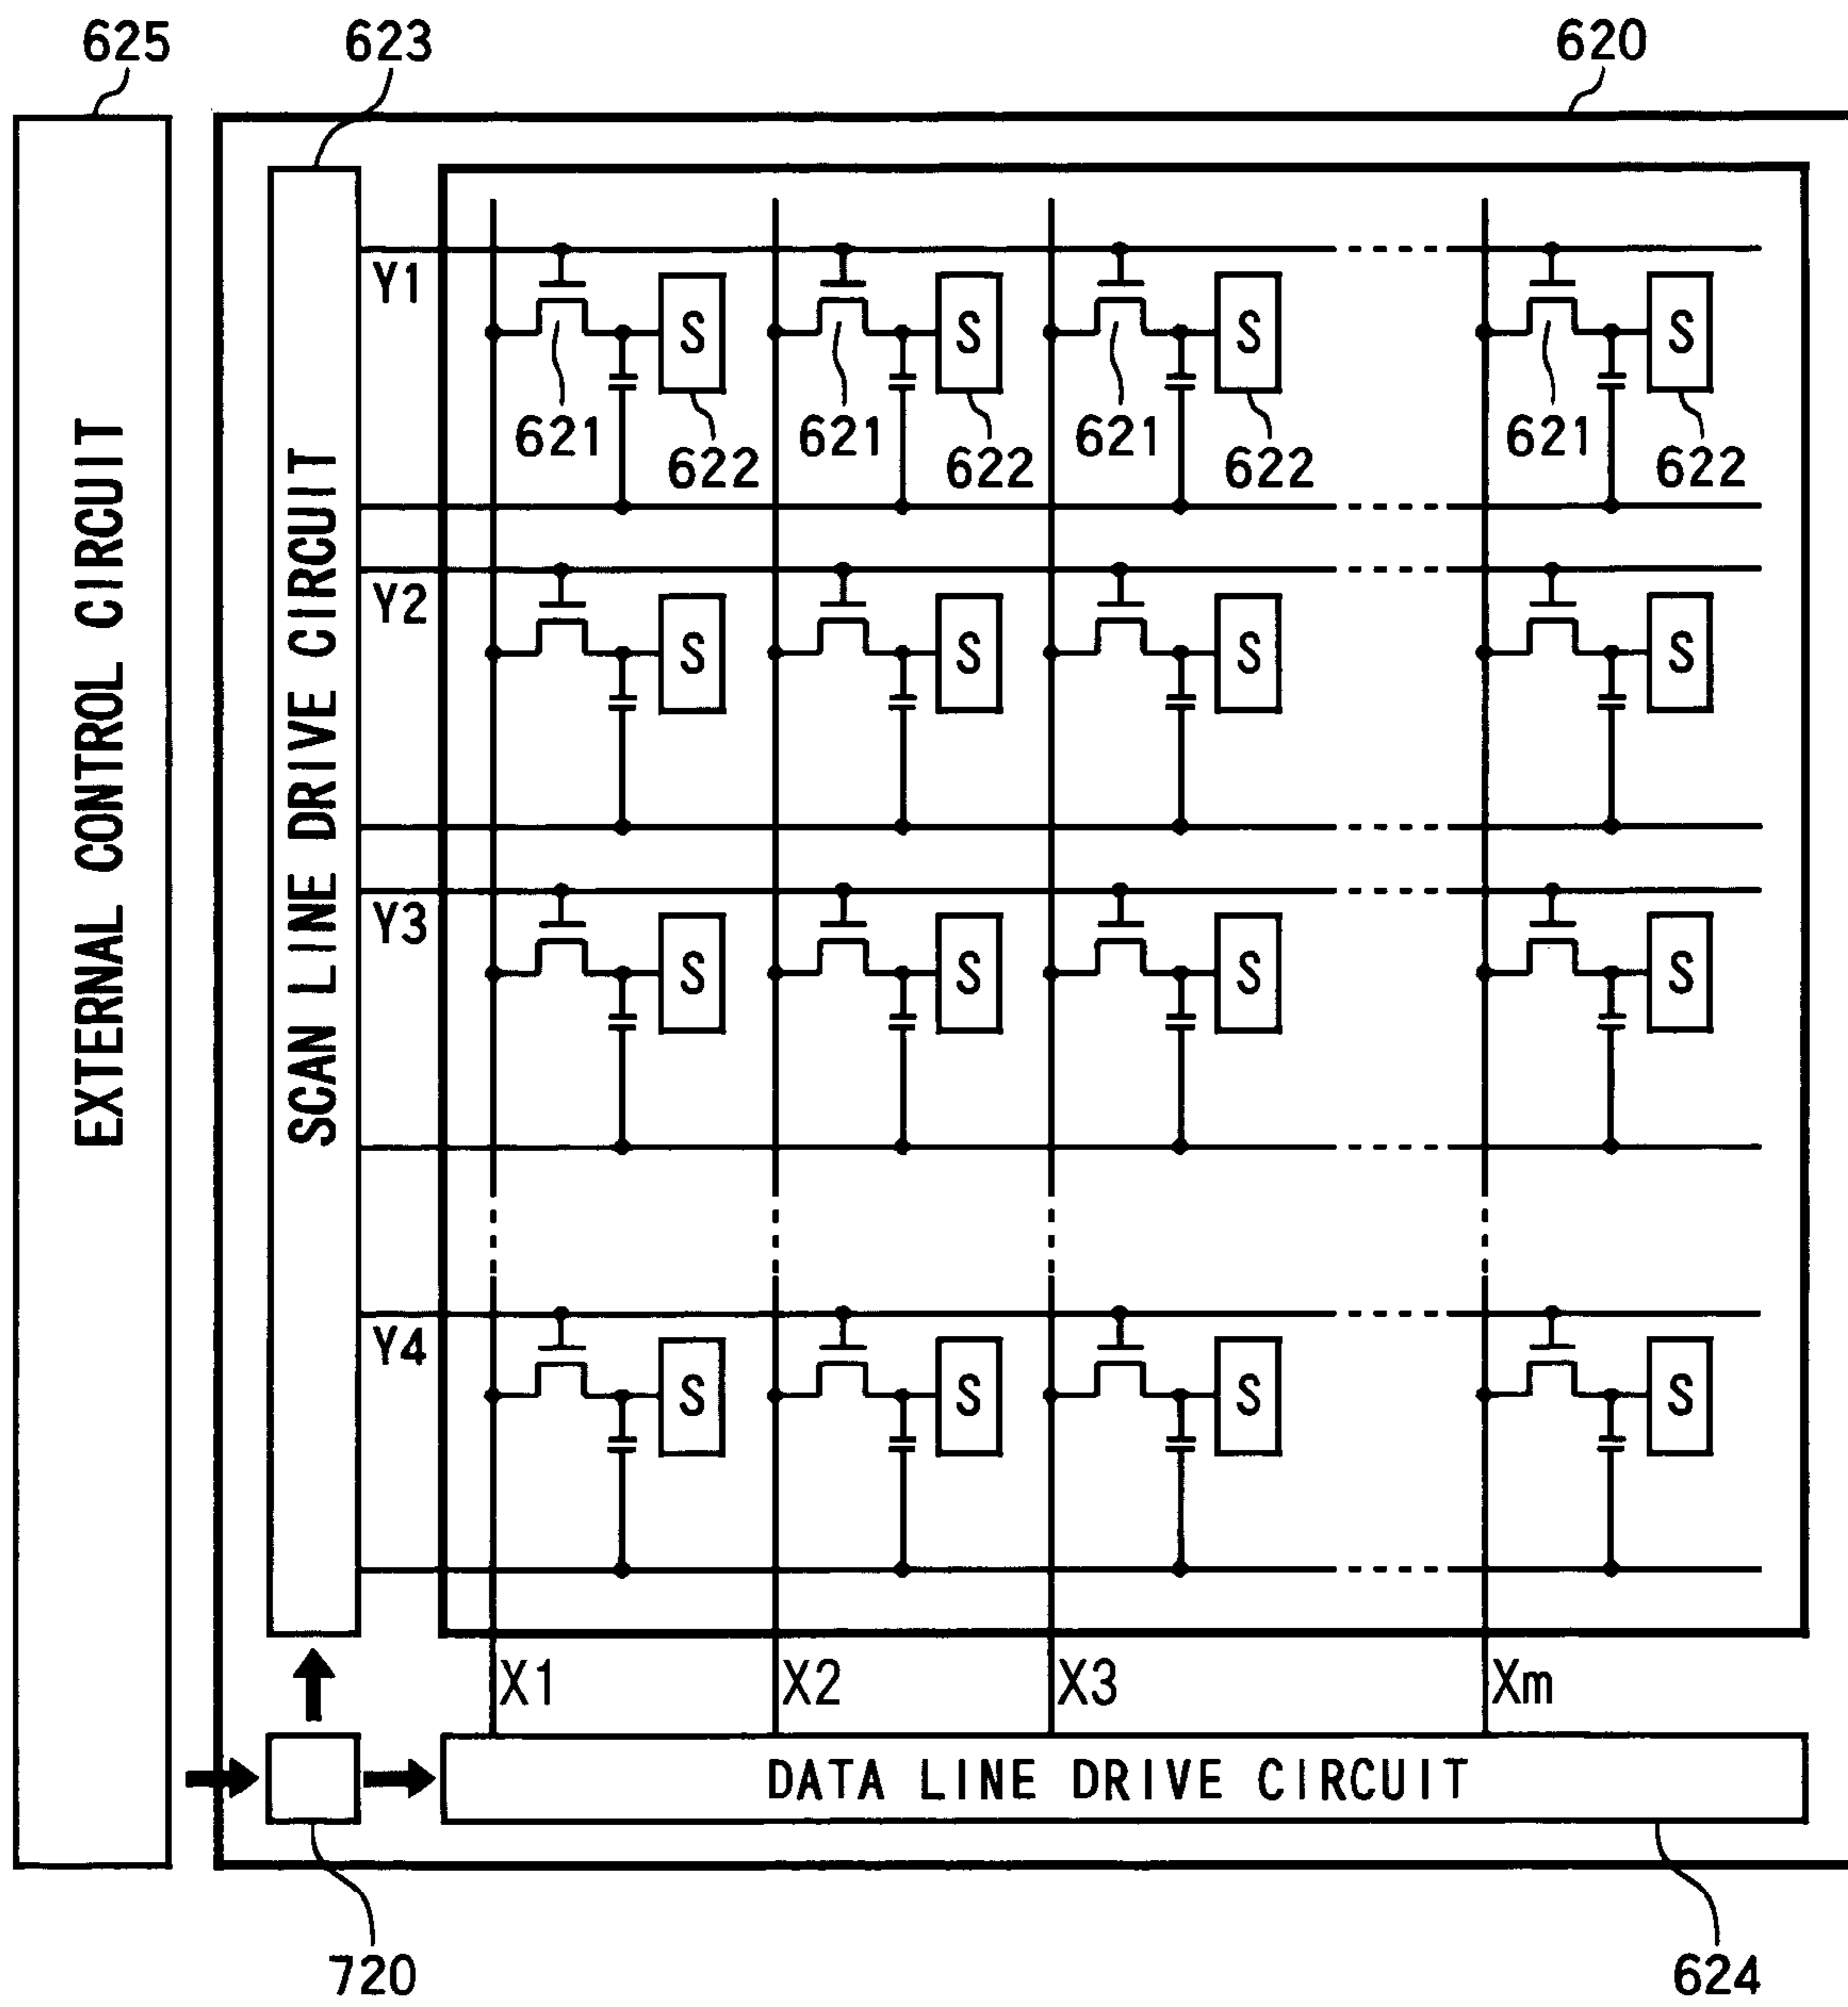 625 623 620
EXTERNAL CONTROL CIRCUIT
SCAN LINE DRIVE CIRCUIT
Y1
S S S S
621 621 621 621
622 622 622 622
Y2
S S S S
Y3
S S S S
Y4
S S S S
X1 X2 X3 Xm
DATA LINE DRIVE CIRCUIT
720 624